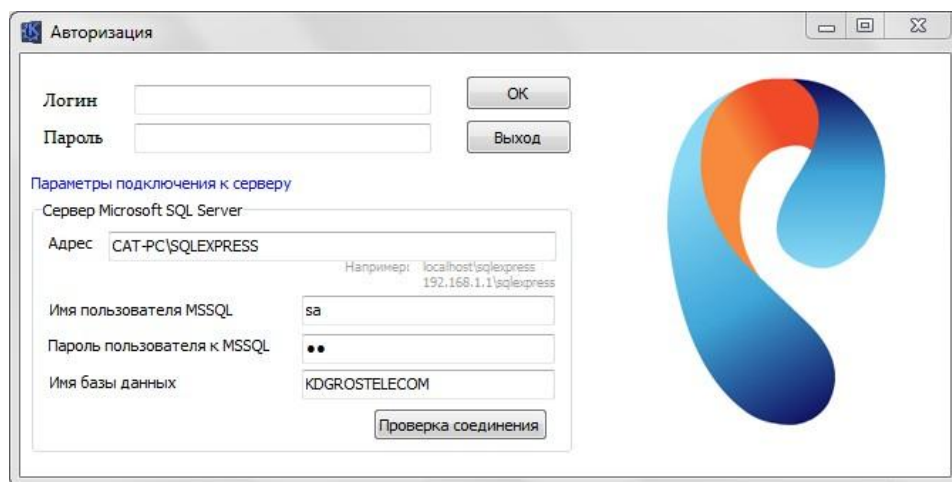 Авторизация
Логин
OK
Пароль
Выход
Параметры подключения к серверу
Сервер Microsoft SQL Server
Адрес CAT-PC\SQLEXPRESS
Например: localhost\sqlexpress
192.168.1.1\sqlexpress
Имя пользователя MSSQL sa
Пароль пользователя к MSSQL ●●
Имя базы данных KDGROSTELECOM
Проверка соединения